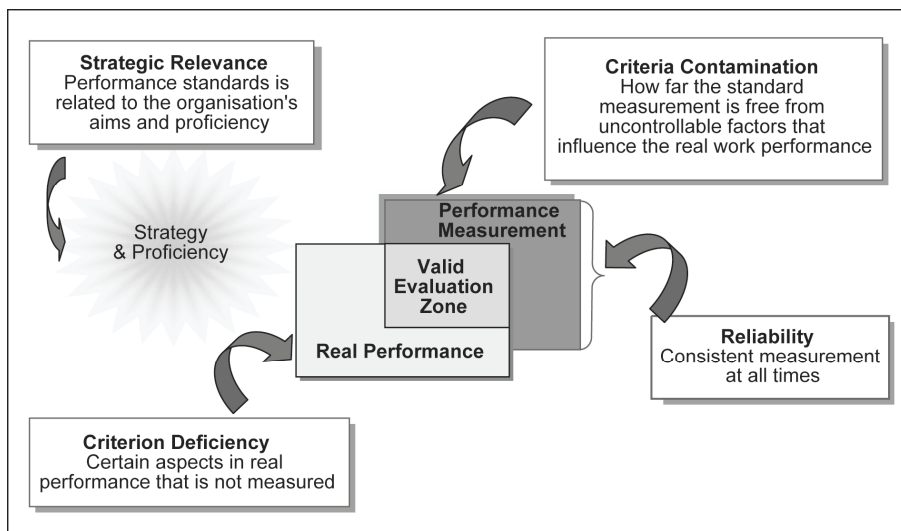 Strategic Relevance
Performance standards is
related to the organisation's
aims and proficiency
Criteria Contamination
How far the standard
measurement is free from
uncontrollable factors that
influence the real work performance
Strategy
& Proficiency
Performance
Measurement
Valid
Evaluation
Zone
Real Performance
Reliability
Consistent measurement
at all times
Criterion Deficiency
Certain aspects in real
performance that is not measured